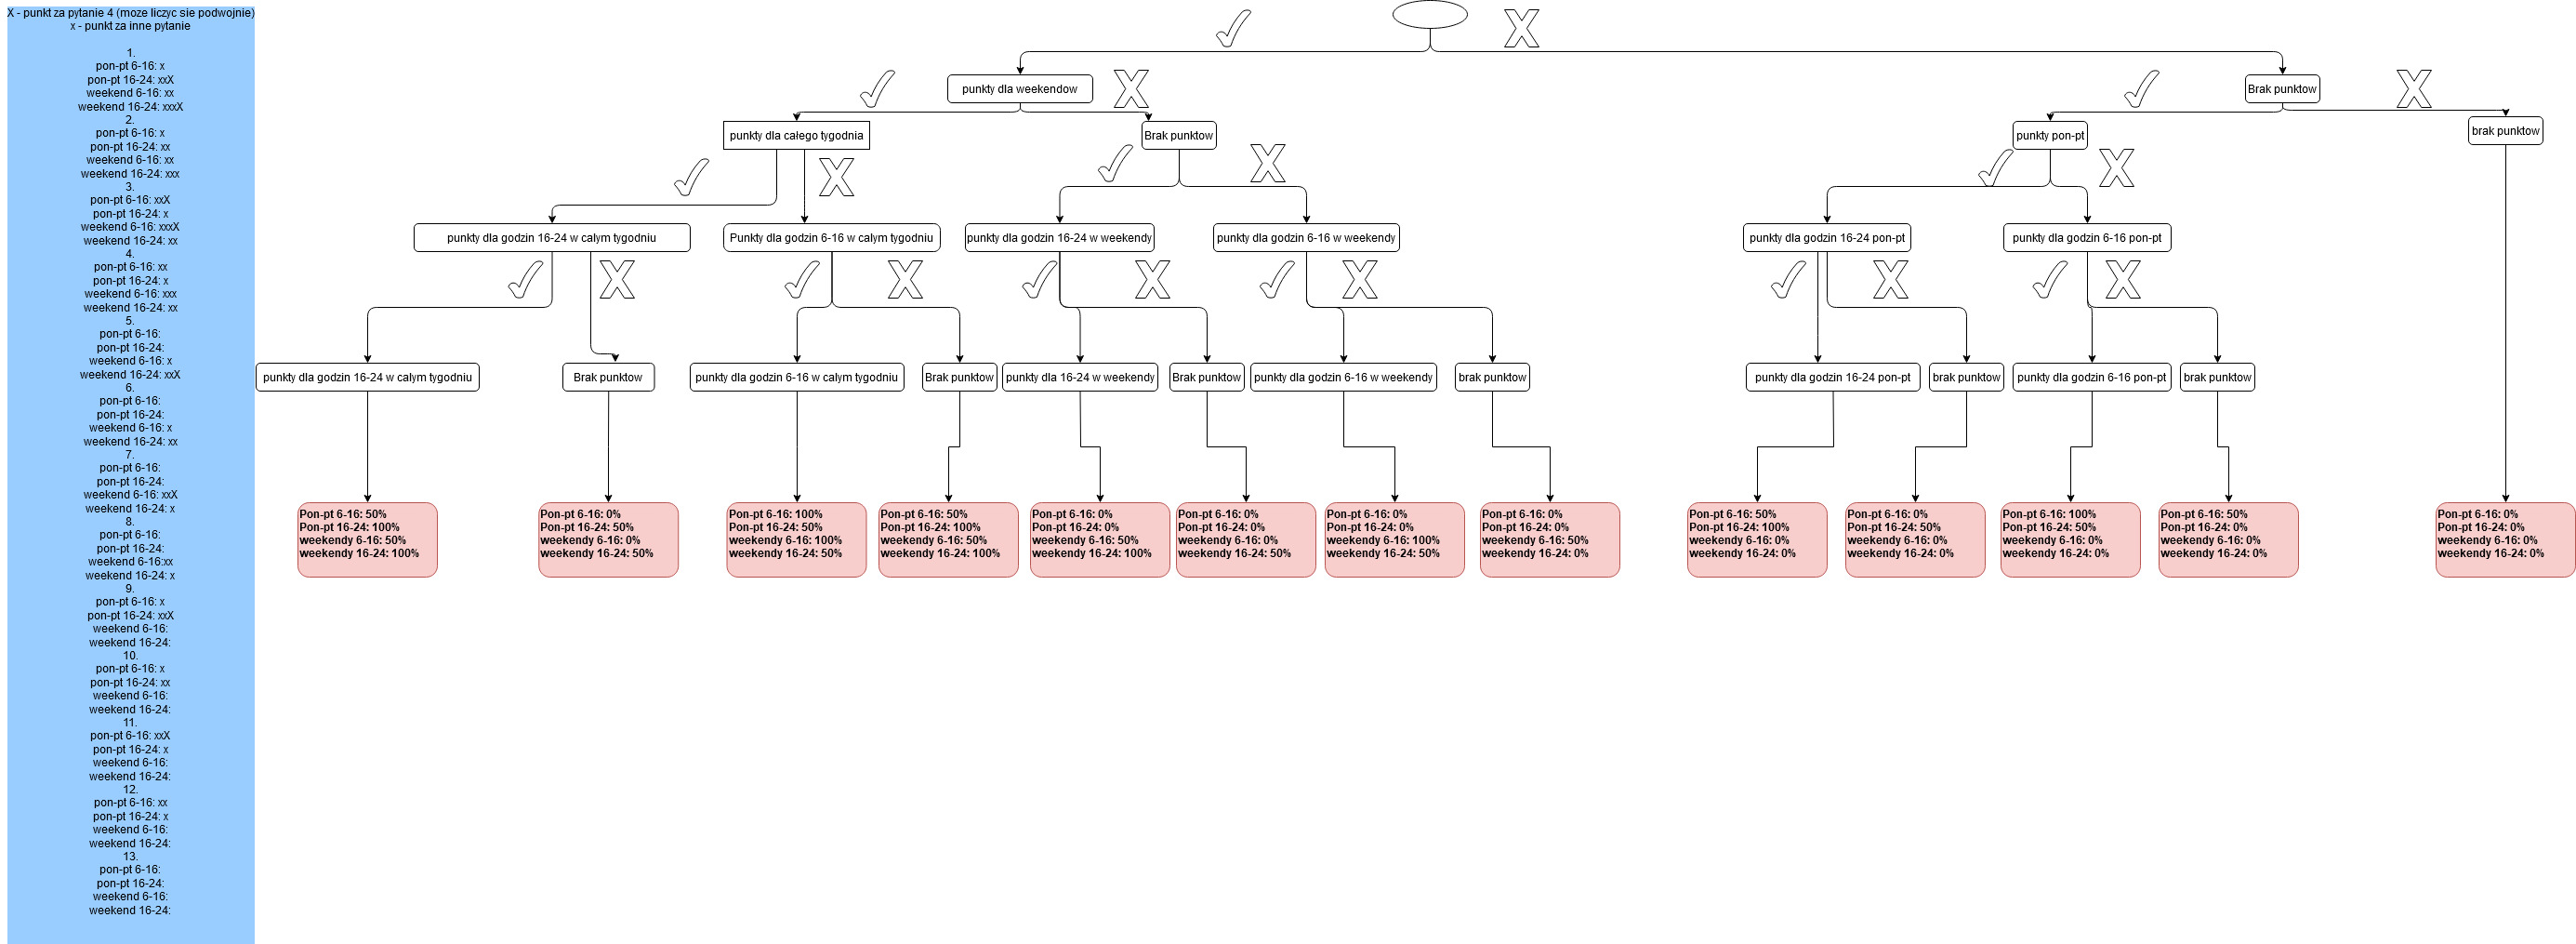 X - punkt za pytanie 4 (moze liczyc sie podwojnie)
x - punkt za inne pytanie
1.
pon-pt 6-16: x
pon-pt 16-24: xxX
weekend 6-16: xx
weekend 16-24: xxxX
2.
pon-pt 6-16: x
pon-pt 16-24: xx
weekend 6-16: xx
weekend 16-24: xxx
3.
pon-pt 6-16: xxX
pon-pt 16-24: x
weekend 6-16: xxxX
weekend 16-24: xx
4.
pon-pt 6-16: xx
pon-pt 16-24: x
weekend 6-16: xxx
weekend 16-24: xx
5.
pon-pt 6-16:
pon-pt 16-24:
weekend 6-16: x
weekend 16-24: xxX
6.
pon-pt 6-16:
pon-pt 16-24:
weekend 6-16: x
weekend 16-24: xx
7.
pon-pt 6-16:
pon-pt 16-24:
weekend 6-16: xxX
weekend 16-24: x
8.
pon-pt 6-16:
pon-pt 16-24:
weekend 6-16:xx
weekend 16-24: x
9.
pon-pt 6-16: x
pon-pt 16-24: xxX
weekend 6-16:
weekend 16-24:
10.
pon-pt 6-16: x
pon-pt 16-24: xx
weekend 6-16:
weekend 16-24:
11.
pon-pt 6-16: xxX
pon-pt 16-24: x
weekend 6-16:
weekend 16-24:
12.
pon-pt 6-16: xx
pon-pt 16-24: x
weekend 6-16:
weekend 16-24:
13.
pon-pt 6-16:
pon-pt 16-24:
weekend 6-16:
weekend 16-24:
punkty dla weekendow
Brak punktow
punkty dla całego tygodnia
Brak punktow
punkty pon-pt
brak punktow
punkty dla godzin 16-24 w calym tygodniu
Punkty dla godzin 6-16 w calym tygodniu
punkty dla godzin 16-24 w weekendy
punkty dla godzin 6-16 w weekendy
punkty dla godzin 16-24 pon-pt
punkty dla godzin 6-16 pon-pt
punkty dla godzin 16-24 w calym tygodniu
Brak punktow
punkty dla godzin 6-16 w calym tygodniu
Brak punktow
punkty dla 16-24 w weekendy
Brak punktow
punkty dla godzin 6-16 w weekendy
brak punktow
punkty dla godzin 16-24 pon-pt
brak punktow
punkty dla godzin 6-16 pon-pt
brak punktow
Pon-pt 6-16: 50%
Pon-pt 16-24: 100%
weekendy 6-16: 50%
weekendy 16-24: 100%
Pon-pt 6-16: 0%
Pon-pt 16-24: 50%
weekendy 6-16: 0%
weekendy 16-24: 50%
Pon-pt 6-16: 100%
Pon-pt 16-24: 50%
weekendy 6-16: 100%
weekendy 16-24: 50%
Pon-pt 6-16: 50%
Pon-pt 16-24: 100%
weekendy 6-16: 50%
weekendy 16-24: 100%
Pon-pt 6-16: 0%
Pon-pt 16-24: 0%
weekendy 6-16: 50%
weekendy 16-24: 100%
Pon-pt 6-16: 0%
Pon-pt 16-24: 0%
weekendy 6-16: 0%
weekendy 16-24: 50%
Pon-pt 6-16: 0%
Pon-pt 16-24: 0%
weekendy 6-16: 100%
weekendy 16-24: 50%
Pon-pt 6-16: 0%
Pon-pt 16-24: 0%
weekendy 6-16: 50%
weekendy 16-24: 0%
Pon-pt 6-16: 50%
Pon-pt 16-24: 100%
weekendy 6-16: 0%
weekendy 16-24: 0%
Pon-pt 6-16: 0%
Pon-pt 16-24: 50%
weekendy 6-16: 0%
weekendy 16-24: 0%
Pon-pt 6-16: 100%
Pon-pt 16-24: 50%
weekendy 6-16: 0%
weekendy 16-24: 0%
Pon-pt 6-16: 50%
Pon-pt 16-24: 0%
weekendy 6-16: 0%
weekendy 16-24: 0%
Pon-pt 6-16: 0%
Pon-pt 16-24: 0%
weekendy 6-16: 0%
weekendy 16-24: 0%